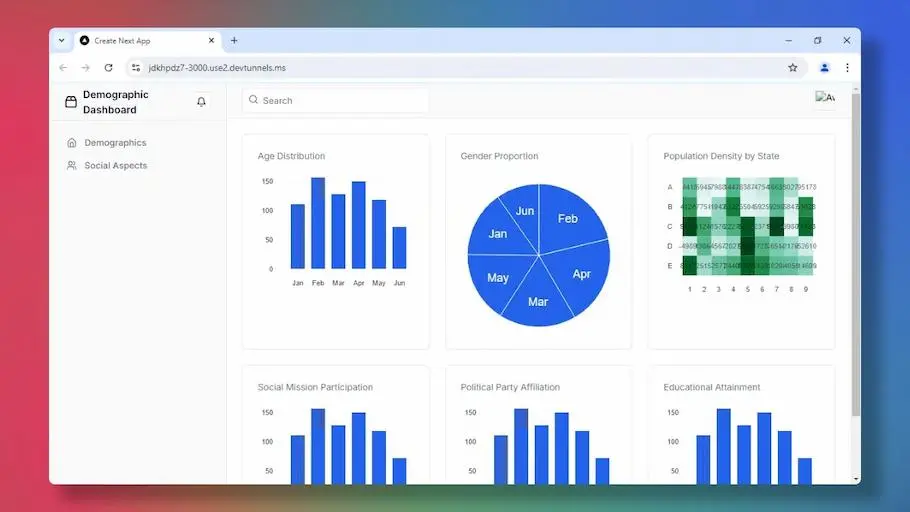 Create Next App
jdkhpdz7-3000.use2.devtunnels.ms
Demographic
Dashboard
Search
Demographics
Social Aspects
Age Distribution
150
100
50
0
Jan Feb Mar Apr May Jun
Gender Proportion
Jun
Feb
Jan
Apr
May
Mar
Population Density by State
A
B
C
D
E
1 2 3 4 5 6 7 8 9
Social Mission Participation
150
100
50
Political Party Affiliation
150
100
50
Educational Attainment
150
100
50